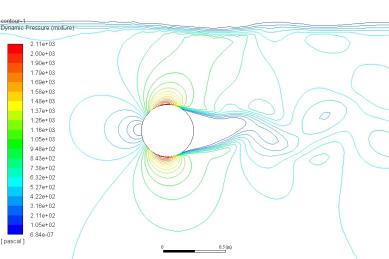 contour-1
Dynamic Pressure (mixture)
2.11e+03
2.00e+03
1.90e+03
1.79e+03
1.69e+03
1.58e+03
1.48e+03
1.37e+03
1.26e+03
1.16e+03
1.05e+03
9.48e+02
8.43e+02
7.38e+02
6.32e+02
5.27e+02
4.22e+02
3.16e+02
2.11e+02
1.05e+02
6.84e-07
[ pascal ]
0
0.5(m)